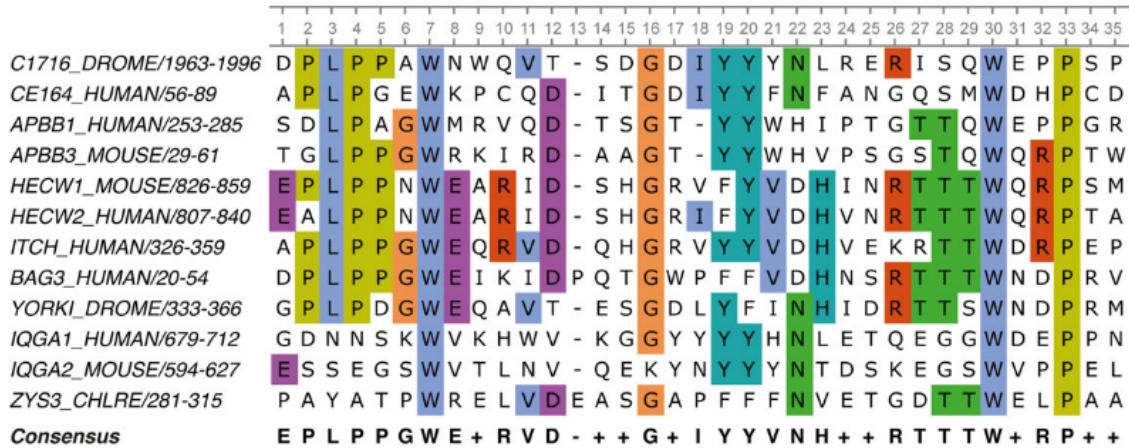 1 2 3 4 5 6 7 8 9 10 11 12 13 14 15 16 17 18 19 20 21 22 23 24 25 26 27 28 29 30 31 32 33 34 35
C1716_DROME/1963-1996 D P L P P A W N W Q V T - S D G D I Y Y Y N L R E R I S Q W E P P S P
CE164_HUMAN/56-89 A P L P G E W K P C Q D - I T G D I Y Y F N F A N G Q S M W D H P C D
APBB1_HUMAN/253-285 S D L P A G W M R V Q D - T S G T - Y Y W H I P T G T T Q W E P P G R
APBB3_MOUSE/29-61 T G L P P G W R K I R D - A A G T - Y Y W H V P S G S T Q W Q R P T W
HECW1_MOUSE/826-859 E P L P P N W E A R I D - S H G R V F Y V D H I N R T T T W Q R P S M
HECW2_HUMAN/807-840 E A L P P N W E A R I D - S H G R I F Y V D H V N R T T T W Q R P T A
ITCH_HUMAN/326-359 A P L P P G W E Q R V D - Q H G R V Y Y V D H V E K R T T W D R P E P
BAG3_HUMAN/20-54 D P L P P G W E I K I D P Q T G W P F F V D H N S R T T T W N D P R V
YORKI_DROME/333-366 G P L P D G W E Q A V T - E S G D L Y F I N H I D R T T S W N D P R M
IQGA1_HUMAN/679-712 G D N N S K W V K H W V - K G G Y Y Y Y H N L E T Q E G G W D E P P N
IQGA2_MOUSE/594-627 E S S E G S W V T L N V - Q E K Y N Y Y Y N T D S K E G S W V P P E L
ZYS3_CHLRE/281-315 P A Y A T P W R E L V D E A S G A P F F F N V E T G D T T W E L P A A
Consensus E P L P P G W E + R V D - + + G + I Y Y V N H + + R T T T W + R P + +